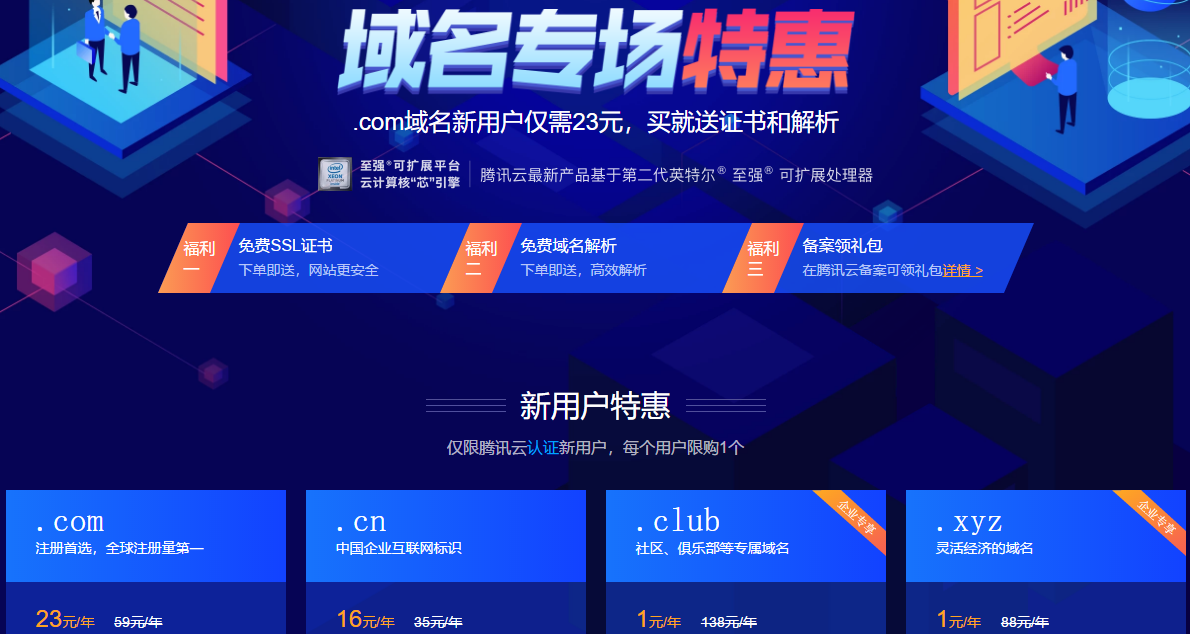 域名专场特惠
.com域名新用户仅需23元，买就送证书和解析
至强®可扩展平台
云计算核“芯”引擎
腾讯云最新产品基于第二代英特尔® 至强® 可扩展处理器
福利一
免费SSL证书
下单即送，网站更安全
福利二
免费域名解析
下单即送，高效解析
福利三
备案领礼包
在腾讯云备案可领礼包详情 >
新用户特惠
仅限腾讯云认证新用户，每个用户限购1个
.com
注册首选，全球注册量第一
23元/年 59元/年
.cn
中国企业互联网标识
16元/年 35元/年
.club
企业专享
社区、俱乐部等专属域名
1元/年 138元/年
.xyz
企业专享
灵活经济的域名
1元/年 88元/年